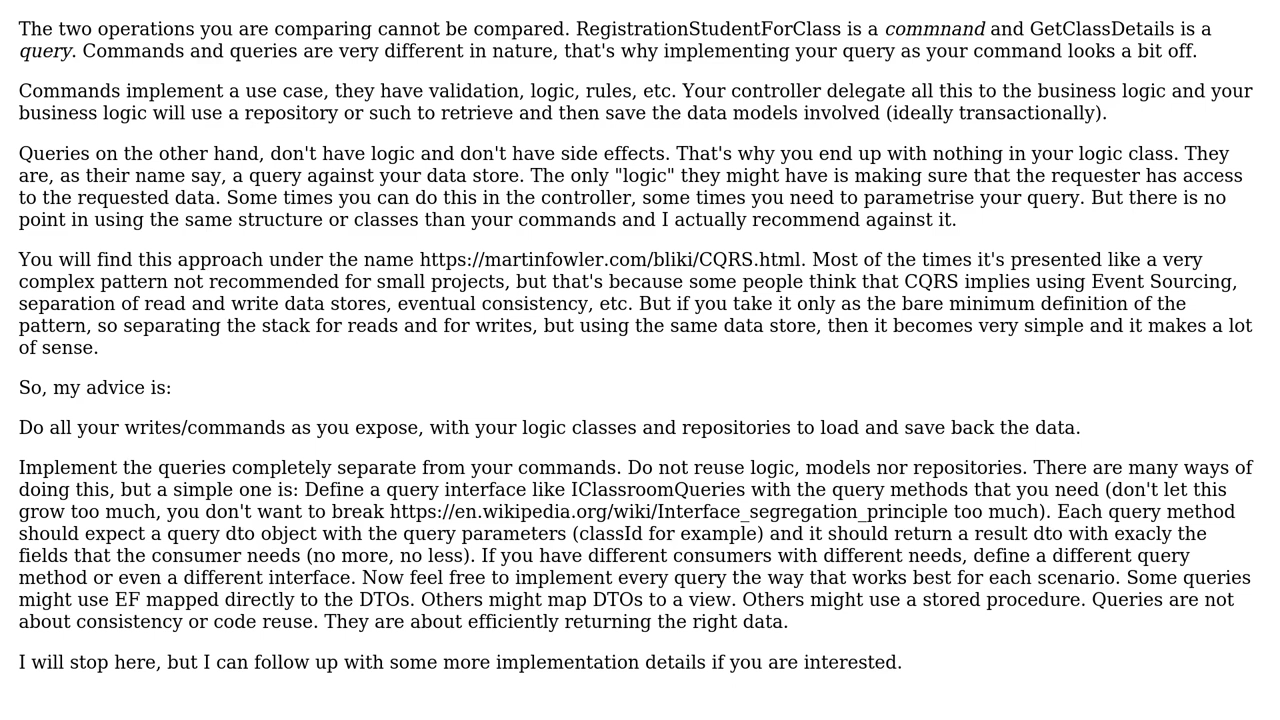 The two operations you are comparing cannot be compared. RegistrationStudentForClass is a commnand and GetClassDetails is a
query. Commands and queries are very different in nature, that's why implementing your query as your command looks a bit off.
Commands implement a use case, they have validation, logic, rules, etc. Your controller delegate all this to the business logic and your
business logic will use a repository or such to retrieve and then save the data models involved (ideally transactionally).
Queries on the other hand, don't have logic and don't have side effects. That's why you end up with nothing in your logic class. They
are, as their name say, a query against your data store. The only "logic" they might have is making sure that the requester has access
to the requested data. Some times you can do this in the controller, some times you need to parametrise your query. But there is no
point in using the same structure or classes than your commands and I actually recommend against it.
You will find this approach under the name https://martinfowler.com/bliki/CQRS.html. Most of the times it's presented like a very
complex pattern not recommended for small projects, but that's because some people think that CQRS implies using Event Sourcing,
separation of read and write data stores, eventual consistency, etc. But if you take it only as the bare minimum definition of the
pattern, so separating the stack for reads and for writes, but using the same data store, then it becomes very simple and it makes a lot
of sense.
So, my advice is:
Do all your writes/commands as you expose, with your logic classes and repositories to load and save back the data.
Implement the queries completely separate from your commands. Do not reuse logic, models nor repositories. There are many ways of
doing this, but a simple one is: Define a query interface like IClassroomQueries with the query methods that you need (don't let this
grow too much, you don't want to break https://en.wikipedia.org/wiki/Interface_segregation_principle too much). Each query method
should expect a query dto object with the query parameters (classId for example) and it should return a result dto with exacly the
fields that the consumer needs (no more, no less). If you have different consumers with different needs, define a different query
method or even a different interface. Now feel free to implement every query the way that works best for each scenario. Some queries
might use EF mapped directly to the DTOs. Others might map DTOs to a view. Others might use a stored procedure. Queries are not
about consistency or code reuse. They are about efficiently returning the right data.
I will stop here, but I can follow up with some more implementation details if you are interested.